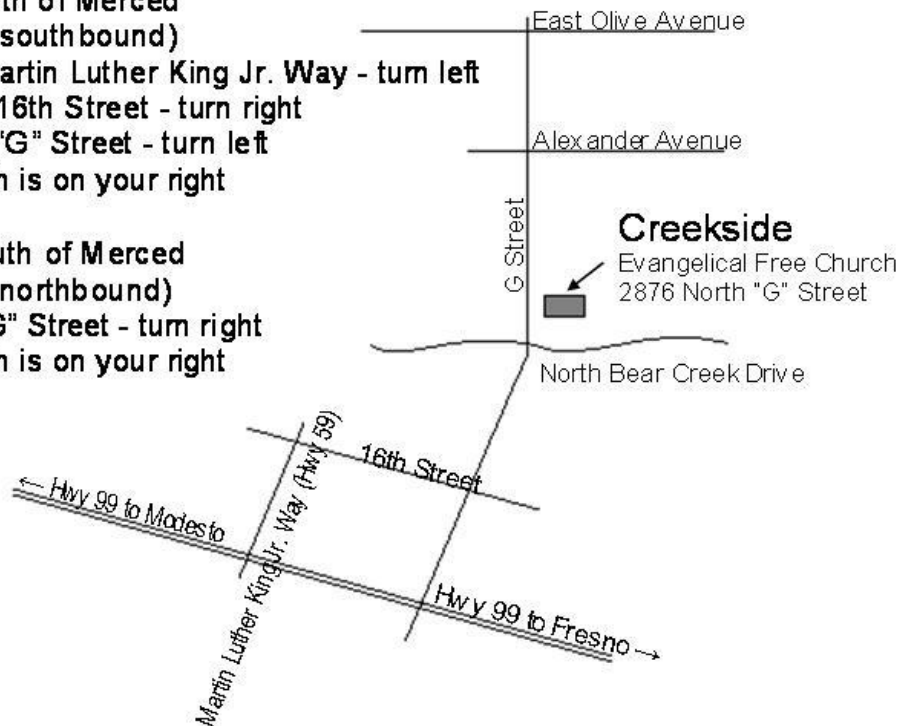 th of Merced
southbound)
artin Luther King Jr. Way - turn left
16th Street - turn right
"G" Street - turn left
is on your right
uth of Merced
northbound)
Street - turn right
is on your right
East Olive Avenue
Alexander Avenue
G Street
Creekside
Evangelical Free Church
2876 North "G" Street
North Bear Creek Drive
16th Street
Martin Luther King Jr. Way (Hwy 59)
← Hwy 99 to Modesto
Hwy 99 to Fresno →